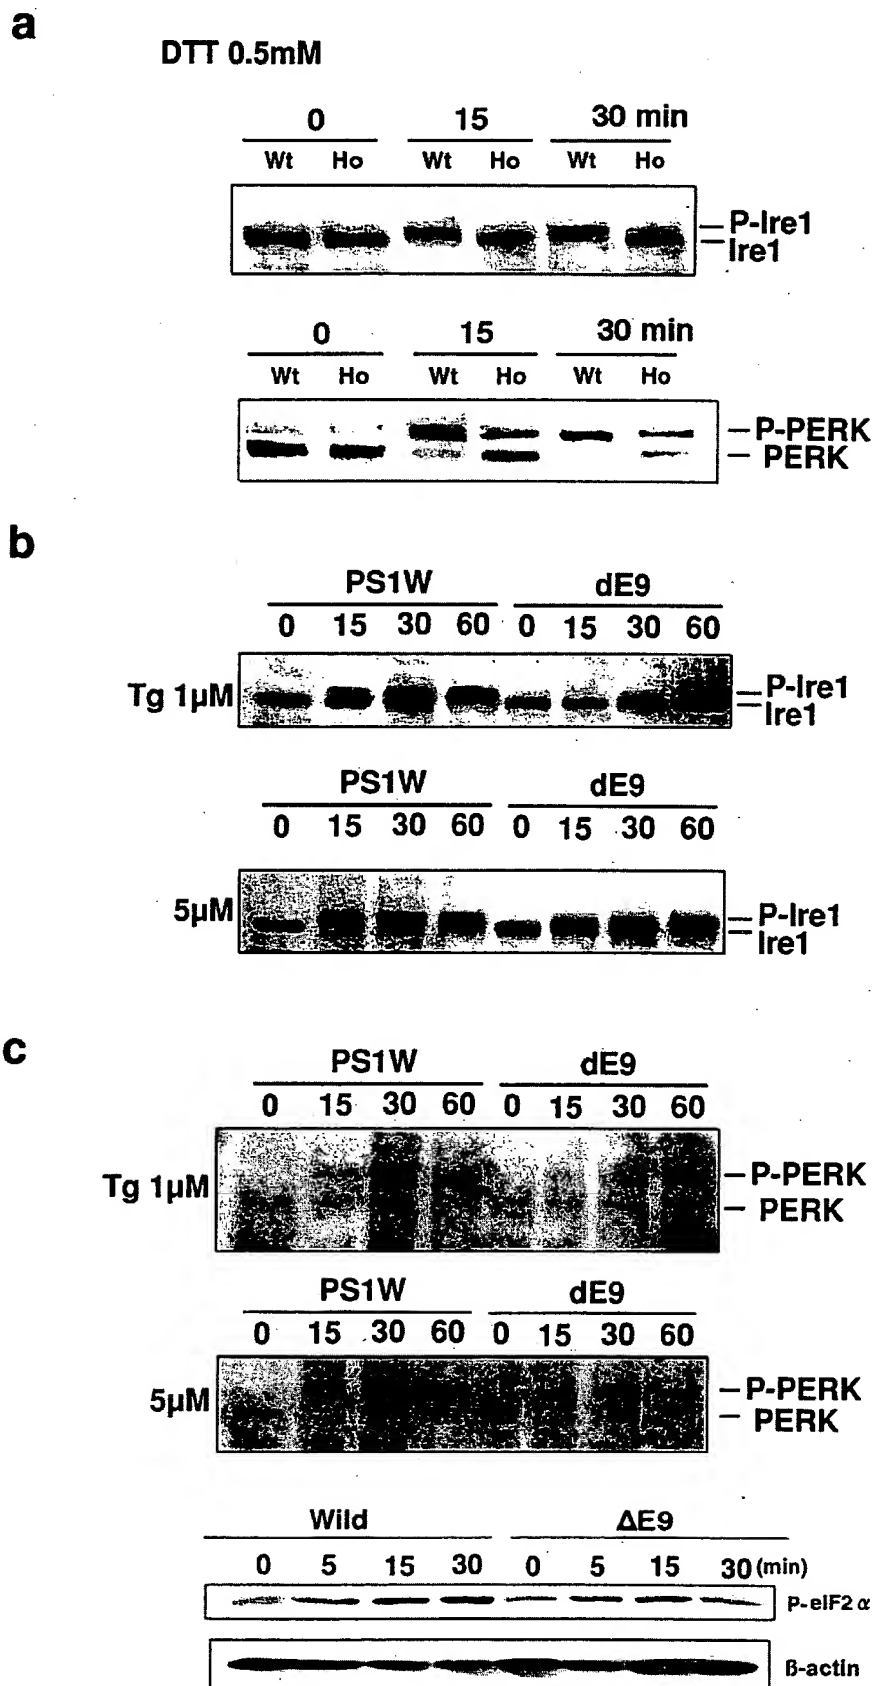 a
DTT 0.5mM
0 15 30 min
Wt Ho Wt Ho Wt Ho
P-Ire1
Ire1
0 15 30 min
Wt Ho Wt Ho Wt Ho
P-PERK
PERK
b
PS1W dE9
0 15 30 60 0 15 30 60
Tg 1µM
P-Ire1
Ire1
PS1W dE9
0 15 30 60 0 15 30 60
5µM
P-Ire1
Ire1
c
PS1W dE9
0 15 30 60 0 15 30 60
Tg 1µM
P-PERK
PERK
PS1W dE9
0 15 30 60 0 15 30 60
5µM
P-PERK
PERK
Wild ΔE9
0 5 15 30 0 5 15 30 (min)
P-eIF2 α
ß-actin